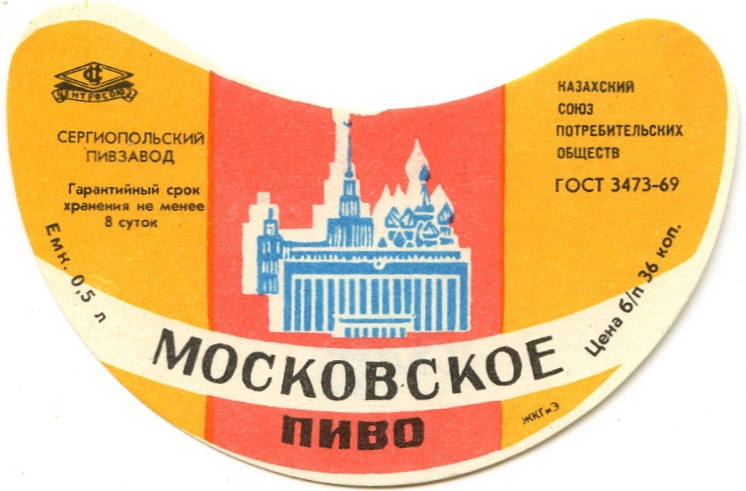 ЦЕНТРОСОЮЗ
СЕРГИОПОЛЬСКИЙ
ПИВЗАВОД
Гарантийный срок
хранения не менее
8 суток
Емк. 0,5 л
КАЗАХСКИЙ
СОЮЗ
ПОТРЕБИТЕЛЬСКИХ
ОБЩЕСТВ
ГОСТ 3473-69
Цена б/п 36 коп.
МОСКОВСКОЕ
ПИВО
ЖКГиЭ